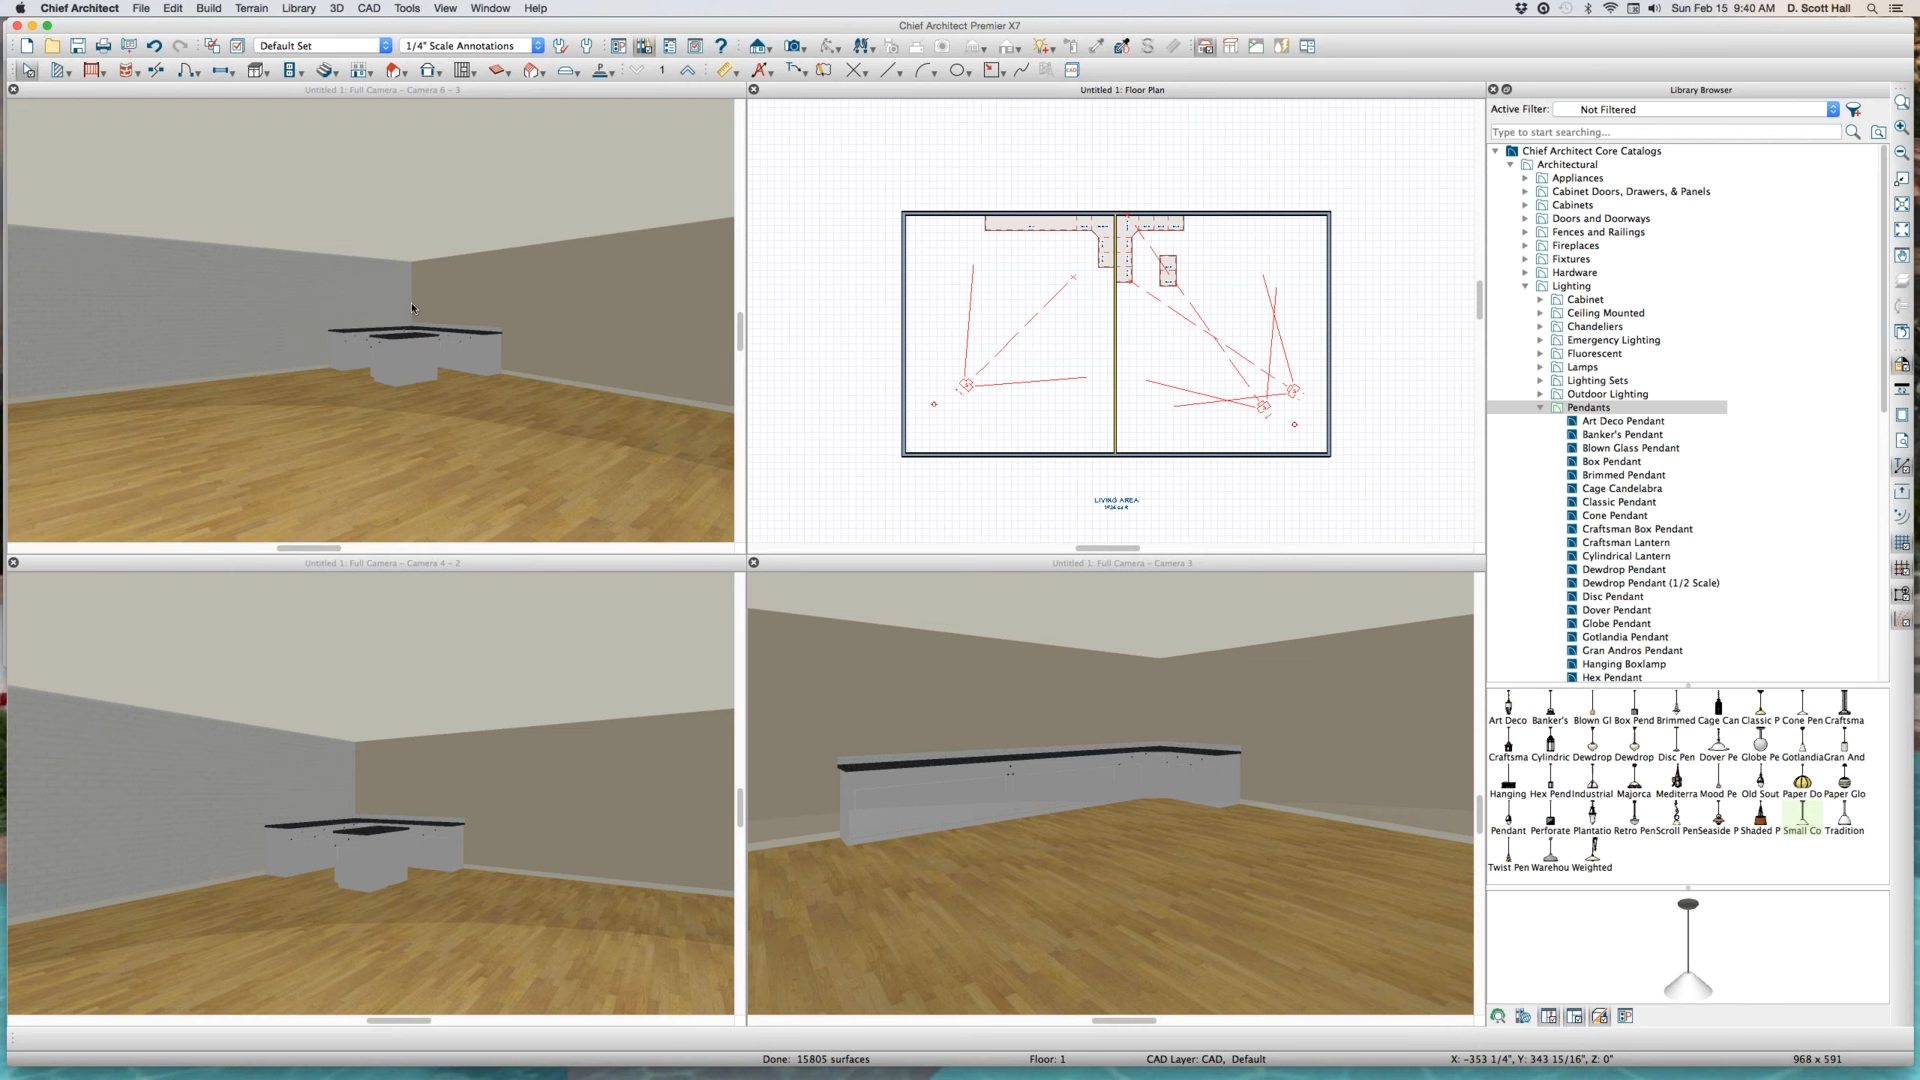 Chief Architect File Edit Build Terrain Library 3D CAD Tools View Window Help
Sun Feb 15 9:40 AM D. Scott Hall
Chief Architect Premier X7
Default Set
1/4" Scale Annotations
1
Untitled 1: Full Camera - Camera 6 - 3
Untitled 1: Floor Plan
LIVING AREA
Untitled 1: Full Camera - Camera 4 - 2
Untitled 1: Full Camera - Camera 3
Library Browser
Active Filter: Not Filtered
Type to start searching...
Chief Architect Core Catalogs
Architectural
Appliances
Cabinet Doors, Drawers, & Panels
Cabinets
Doors and Doorways
Fences and Railings
Fireplaces
Fixtures
Hardware
Lighting
Cabinet
Ceiling Mounted
Chandeliers
Emergency Lighting
Fluorescent
Lamps
Lighting Sets
Outdoor Lighting
Pendants
Art Deco Pendant
Banker's Pendant
Blown Glass Pendant
Box Pendant
Brimmed Pendant
Cage Candelabra
Classic Pendant
Cone Pendant
Craftsman Box Pendant
Craftsman Lantern
Cylindrical Lantern
Dewdrop Pendant
Dewdrop Pendant (1/2 Scale)
Disc Pendant
Dover Pendant
Globe Pendant
Gotlandia Pendant
Gran Andros Pendant
Hanging Boxlamp
Hex Pendant
Art Deco Banker's Blown Gl Box Pend Brimmed Cage Can Classic P Cone Pen Craftsma
Craftsma Cylindric Dewdrop Dewdrop Disc Pen Dover Pe Globe Pe Gotlandia Gran And
Hanging Hex Pend Industrial Majorca Mediterra Mood Pe Old Sout Paper Do Paper Glo
Pendant Perforate Plantatio Retro Pen Scroll Pen Seaside P Shaded P Small Co Tradition
Twist Pen Warehou Weighted
Done: 15805 surfaces
Floor: 1
CAD Layer: CAD, Default
X: -353 1/4", Y: 343 15/16", Z: 0"
968 x 591